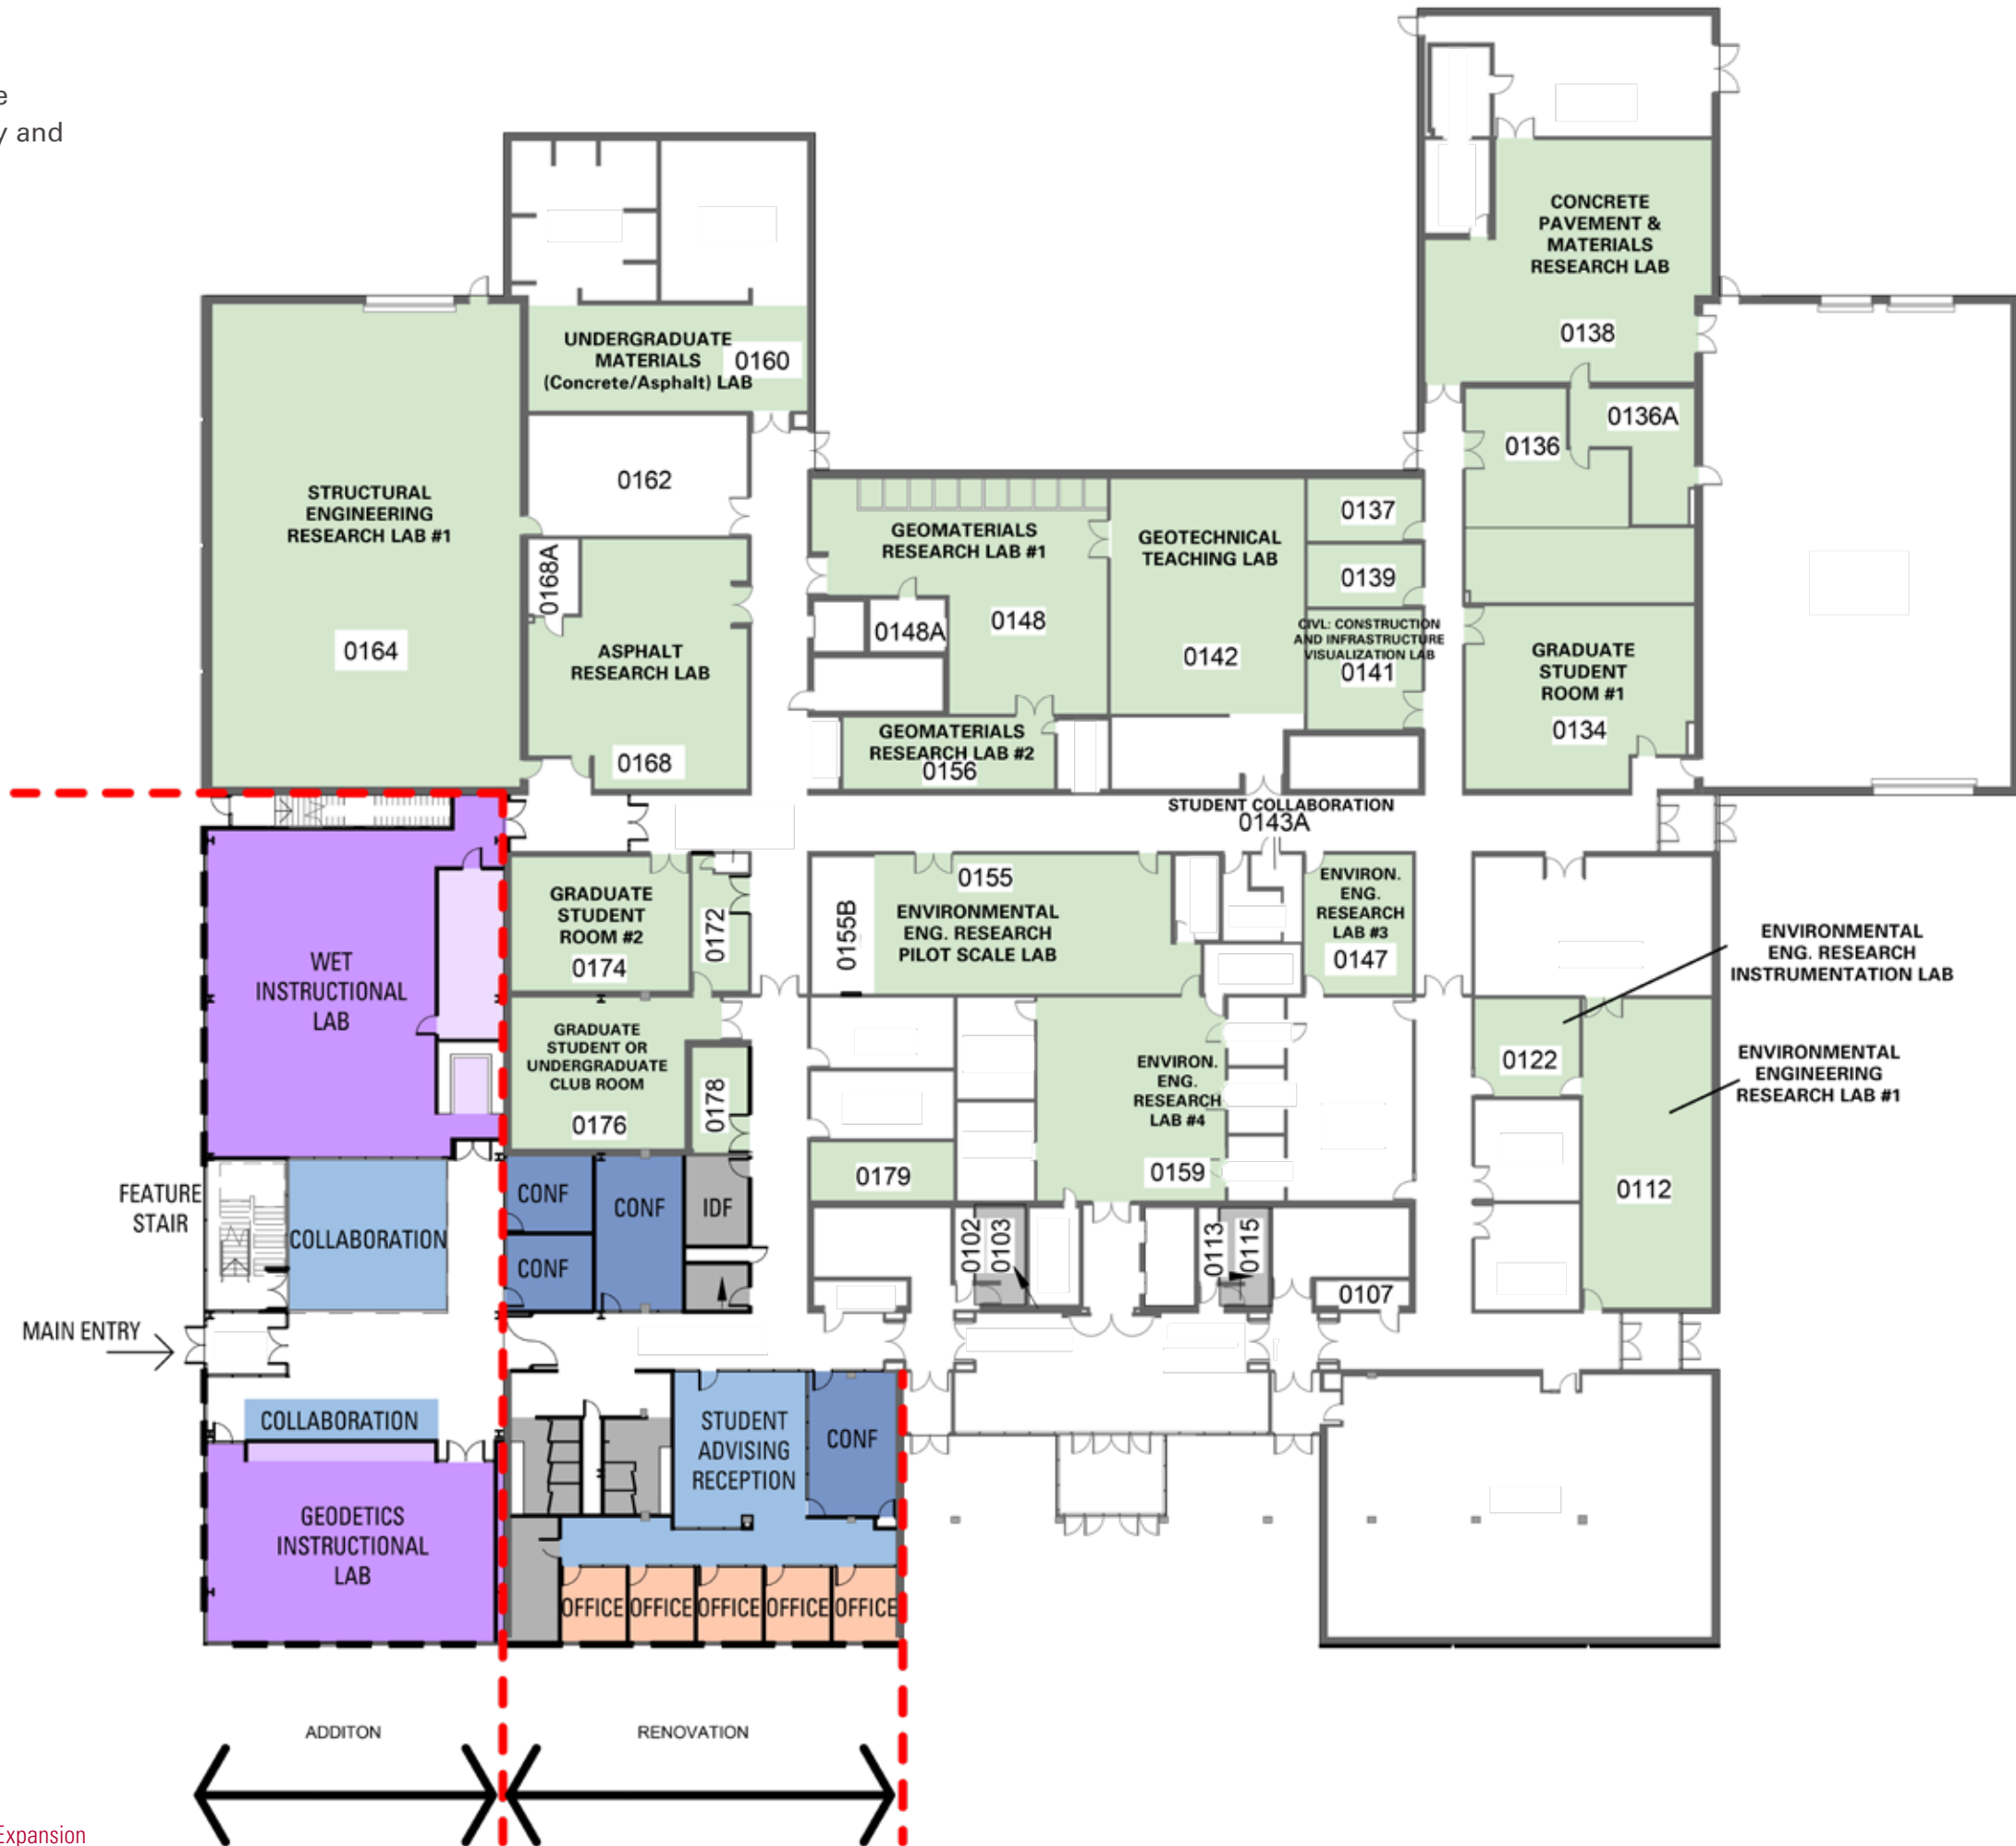 e
y and
CONCRETE
PAVEMENT &
MATERIALS
RESEARCH LAB
0138
UNDERGRADUATE
MATERIALS
(Concrete/Asphalt) LAB
0160
0136A
0136
0162
STRUCTURAL
ENGINEERING
RESEARCH LAB #1
0164
0168A
ASPHALT
RESEARCH LAB
0168
GEOMATERIALS
RESEARCH LAB #1
0148
0148A
GEOTECHNICAL
TEACHING LAB
0142
0137
0139
CIVL: CONSTRUCTION
AND INFRASTRUCTURE
VISUALIZATION LAB
0141
GRADUATE
STUDENT
ROOM #1
0134
GEOMATERIALS
RESEARCH LAB #2
0156
STUDENT COLLABORATION
0143A
WET
INSTRUCTIONAL
LAB
GRADUATE
STUDENT
ROOM #2
0174
0172
0155B
0155
ENVIRONMENTAL
ENG. RESEARCH
PILOT SCALE LAB
ENVIRON.
ENG.
RESEARCH
LAB #3
0147
ENVIRONMENTAL
ENG. RESEARCH
INSTRUMENTATION LAB
GRADUATE
STUDENT OR
UNDERGRADUATE
CLUB ROOM
0176
0178
ENVIRON.
ENG.
RESEARCH
LAB #4
0159
0179
0122
ENVIRONMENTAL
ENGINEERING
RESEARCH LAB #1
0112
FEATURE
STAIR
COLLABORATION
CONF
CONF
CONF
IDF
0102
0103
0113
0115
0107
MAIN ENTRY
COLLABORATION
STUDENT
ADVISING
RECEPTION
CONF
GEODETICS
INSTRUCTIONAL
LAB
OFFICE
OFFICE
OFFICE
OFFICE
OFFICE
ADDITON
RENOVATION
Expansion